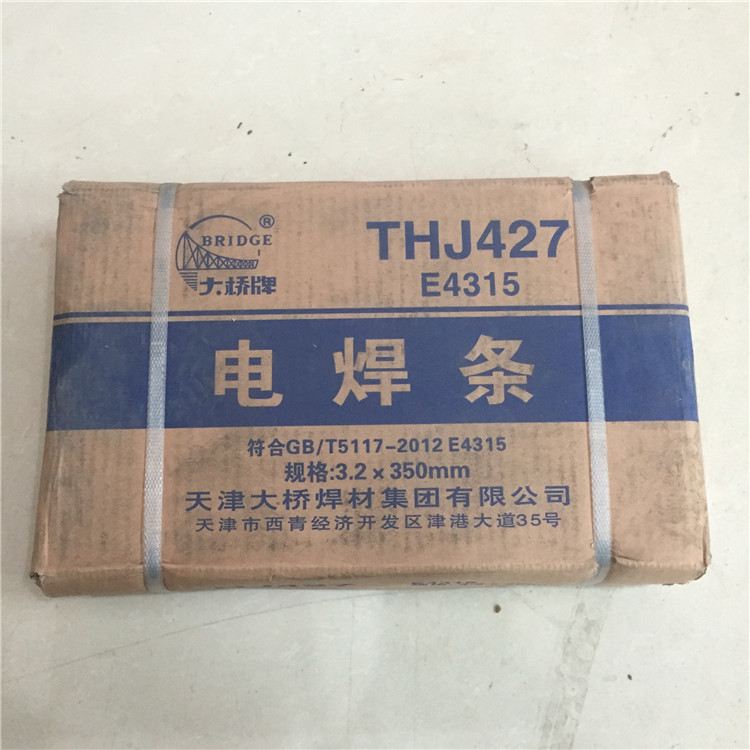 BRIDGE ®
大桥牌
THJ427
E4315
电焊条
符合GB/T5117-2012 E4315
规格:3.2×350mm
天津大桥焊材集团有限公司
天津市西青经济开发区津港大道35号